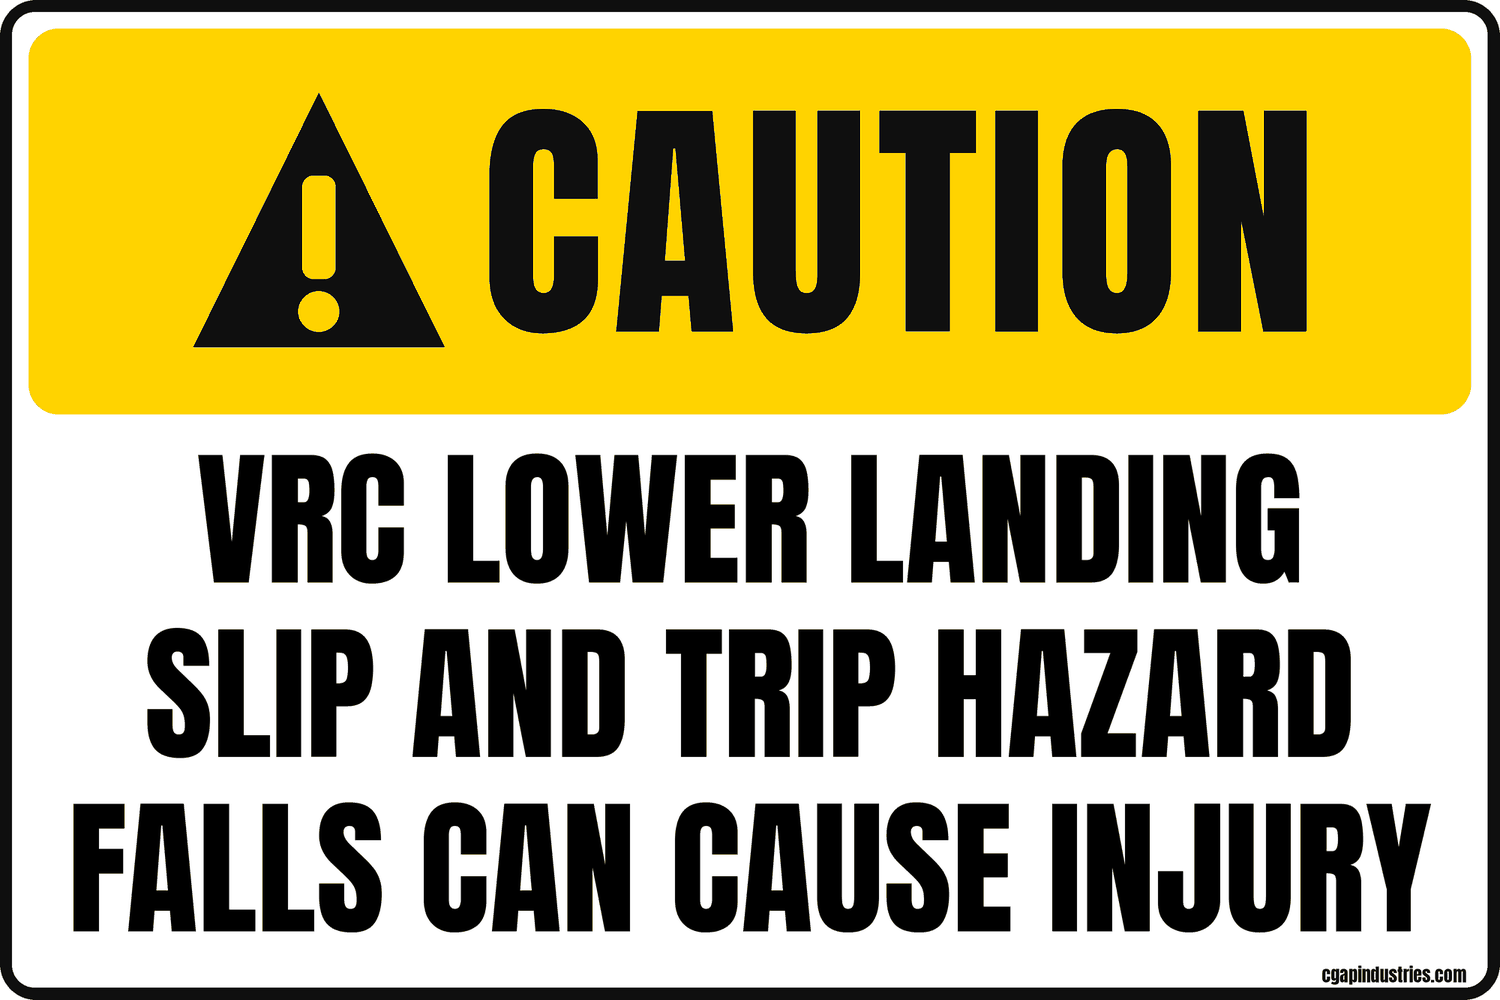 CAUTION
VRC LOWER LANDING
SLIP AND TRIP HAZARD
FALLS CAN CAUSE INJURY
cgapindustries.com